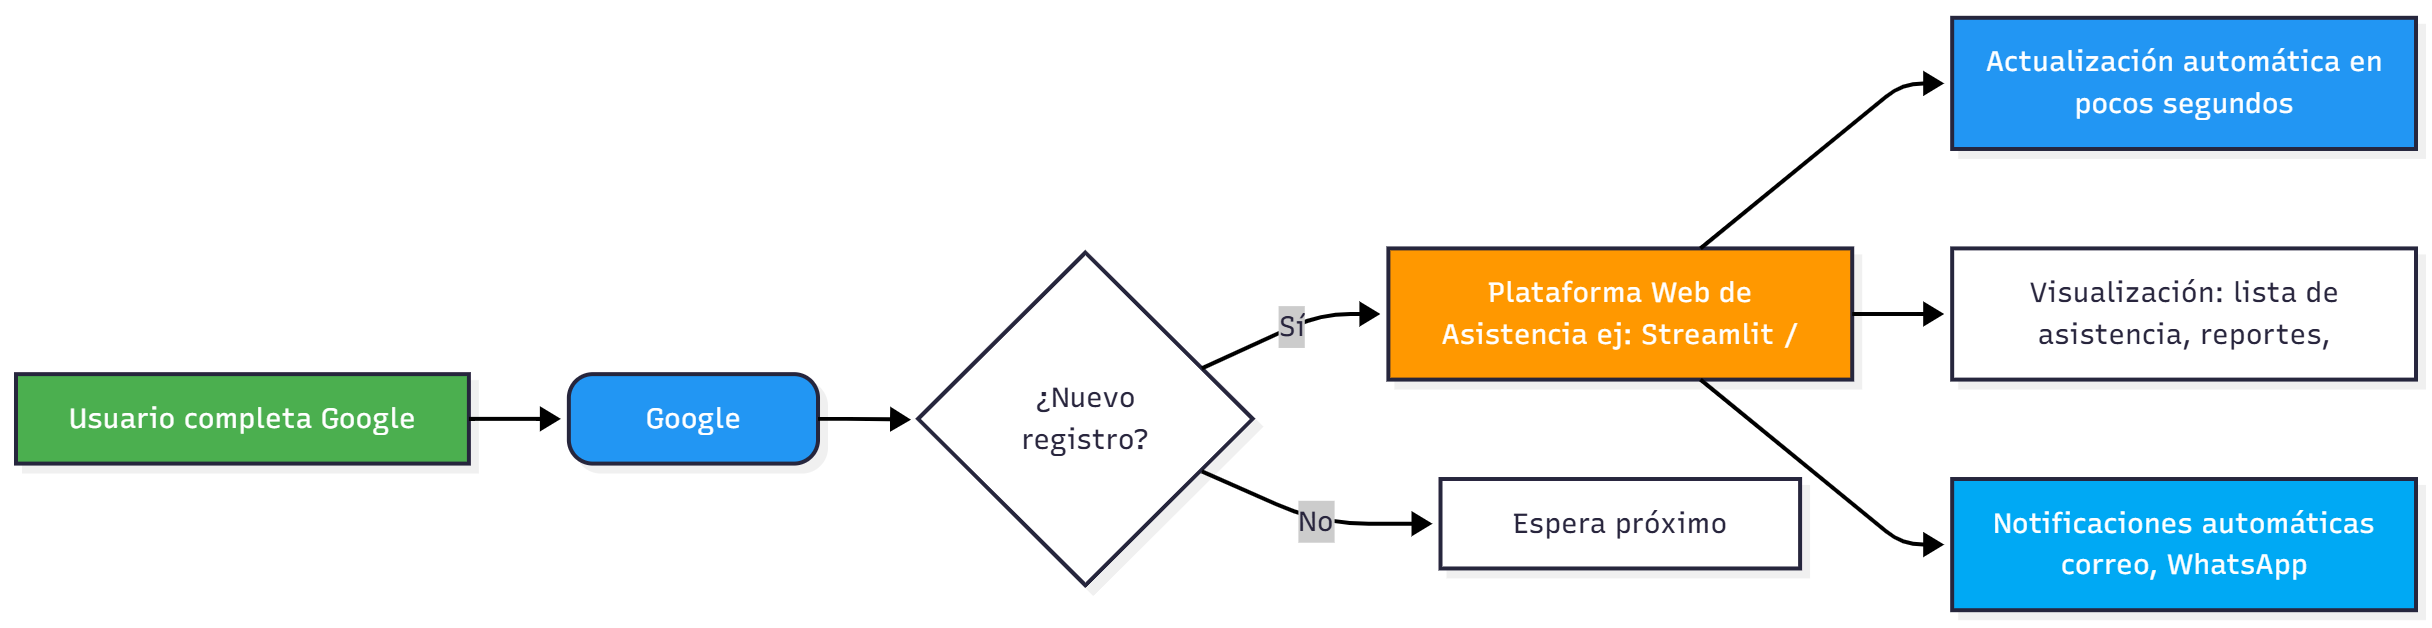 Usuario completa Google
Google
¿Nuevo
registro?
Sí
No
Plataforma Web de
Asistencia ej: Streamlit /
Espera próximo
Actualización automática en
pocos segundos
Visualización: lista de
asistencia, reportes,
Notificaciones automáticas
correo, WhatsApp